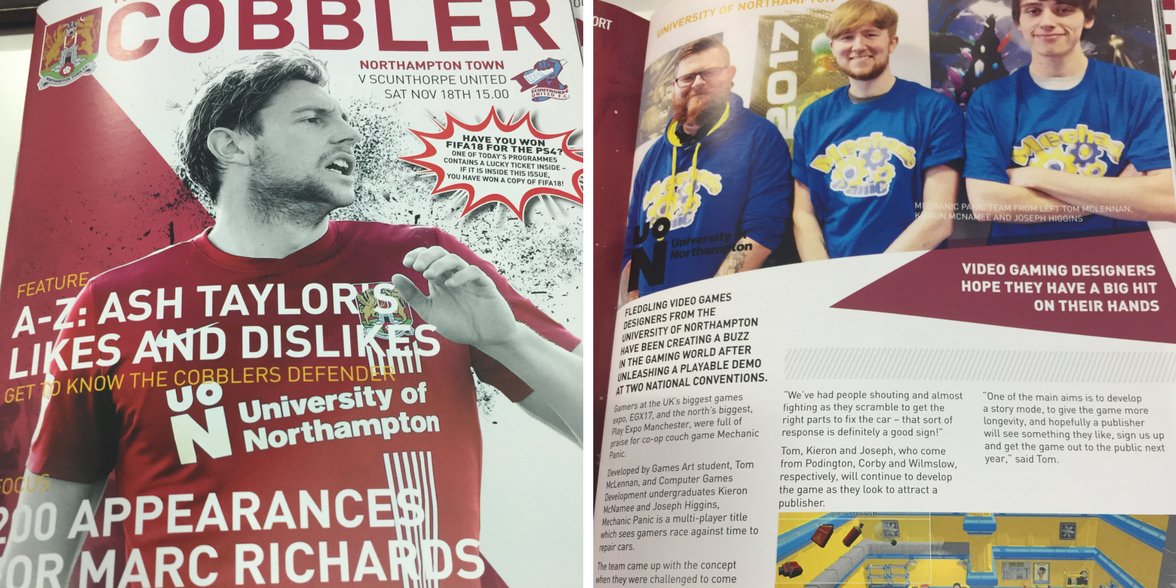 COBBLER
NORTHAMPTON TOWN
V SCUNTHORPE UNITED
SAT NOV 18TH 15.00
SCUNTHORPE
UNITED F.C.
HAVE YOU WON
FIFA18 FOR THE PS4?
ONE OF TODAY'S PROGRAMMES
CONTAINS A LUCKY TICKET INSIDE –
IF IT IS INSIDE THIS ISSUE,
YOU HAVE WON A COPY OF FIFA18!
FEATURE
A-Z: ASH TAYLOR'S
LIKES AND DISLIKES
GET TO KNOW THE COBBLERS DEFENDER
UON University of
Northampton
FOCUS
200 APPEARANCES
FOR MARC RICHARDS
UNIVERSITY OF
Mechanic
Panic
MECHANIC PANIC TEAM FROM LEFT TOM MCLENNAN,
KIERON MCNAMEE AND JOSEPH HIGGINS
UON University of
Northampton
VIDEO GAMING DESIGNERS
HOPE THEY HAVE A BIG HIT
ON THEIR HANDS
FLEDGLING VIDEO GAMES
DESIGNERS FROM THE
UNIVERSITY OF NORTHAMPTON
HAVE BEEN CREATING A BUZZ
IN THE GAMING WORLD AFTER
UNLEASHING A PLAYABLE DEMO
AT TWO NATIONAL CONVENTIONS.
Gamers at the UK's biggest games
expo, EGX17, and the north's biggest,
Play Expo Manchester, were full of
praise for co-op couch game Mechanic
Panic.
Developed by Games Art student, Tom
McLennan, and Computer Games
Development undergraduates Kieron
McNamee and Joseph Higgins,
Mechanic Panic is a multi-player title
which sees gamers race against time to
repair cars.
The team came up with the concept
when they were challenged to come
"We've had people shouting and almost
fighting as they scramble to get the
right parts to fix the car – that sort of
response is definitely a good sign!"
Tom, Kieron and Joseph, who come
from Podington, Corby and Wilmslow,
respectively, will continue to develop
the game as they look to attract a
publisher.
"One of the main aims is to develop
a story mode, to give the game more
longevity, and hopefully a publisher
will see something they like, sign us up
and get the game out to the public next
year," said Tom.